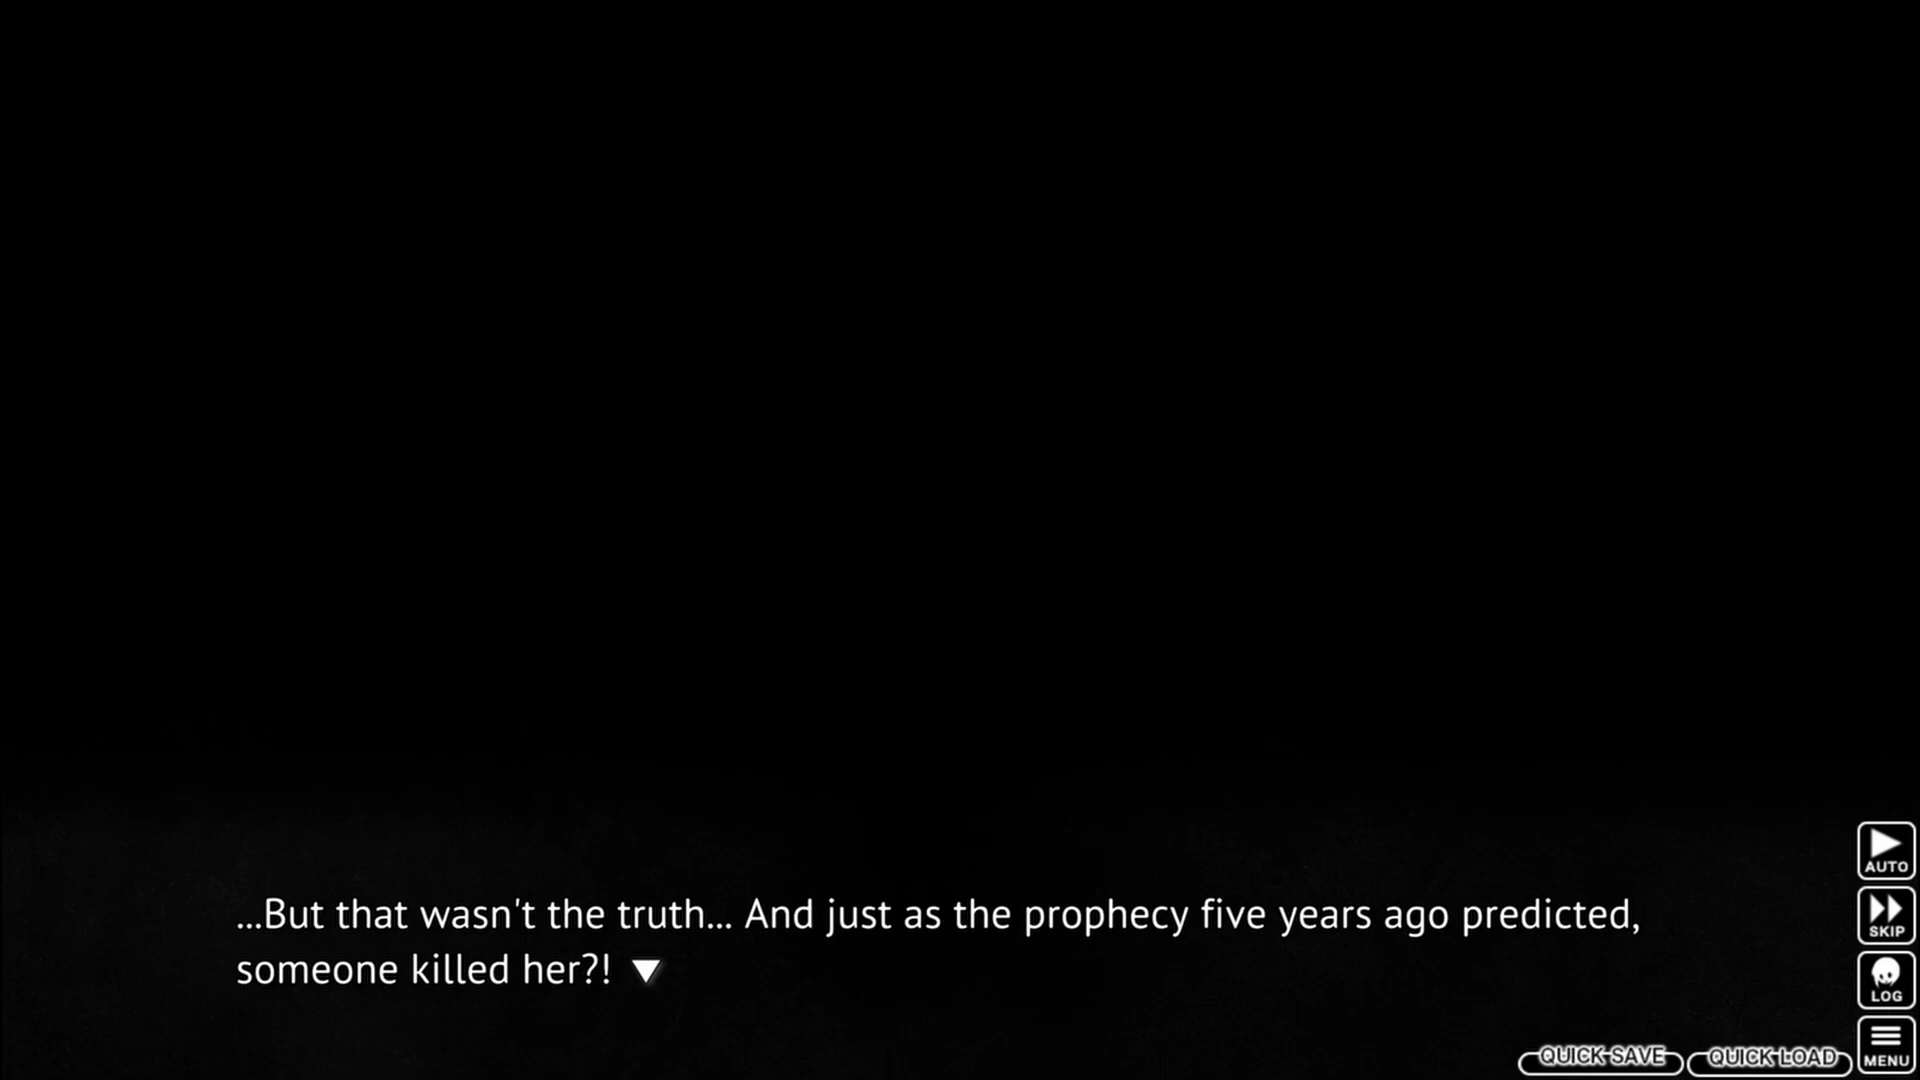 ...But that wasn't the truth... And just as the prophecy five years ago predicted,
someone killed her?!
AUTO
SKIP
LOG
MENU
QUICK SAVE
QUICK LOAD